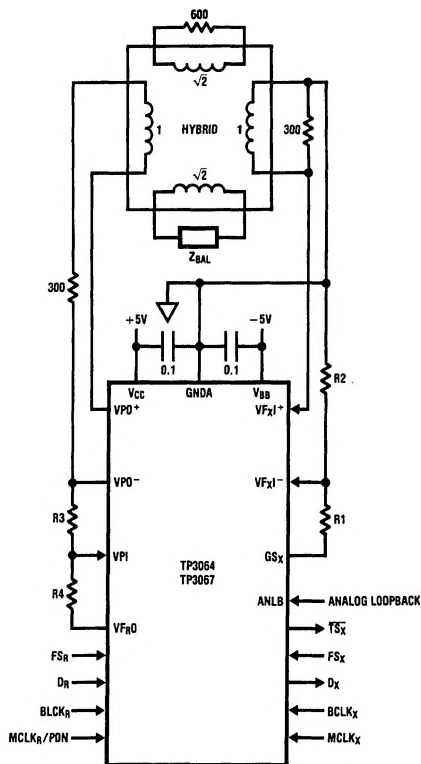 600
√2
1
HYBRID
1
300
√2
Z_BAL
300
+5V
-5V
0.1
0.1
R2
V_CC
GNDA
V_BB
VPO+
VF_XI+
VPO-
VF_XI-
R3
R1
VPI
GS_X
TP3064
TP3067
R4
ANLB
ANALOG LOOPBACK
VF_RO
TS_X
FS_R
FS_X
D_R
D_X
BLCK_R
BCLK_X
MCLK_R/PDN
MCLK_X